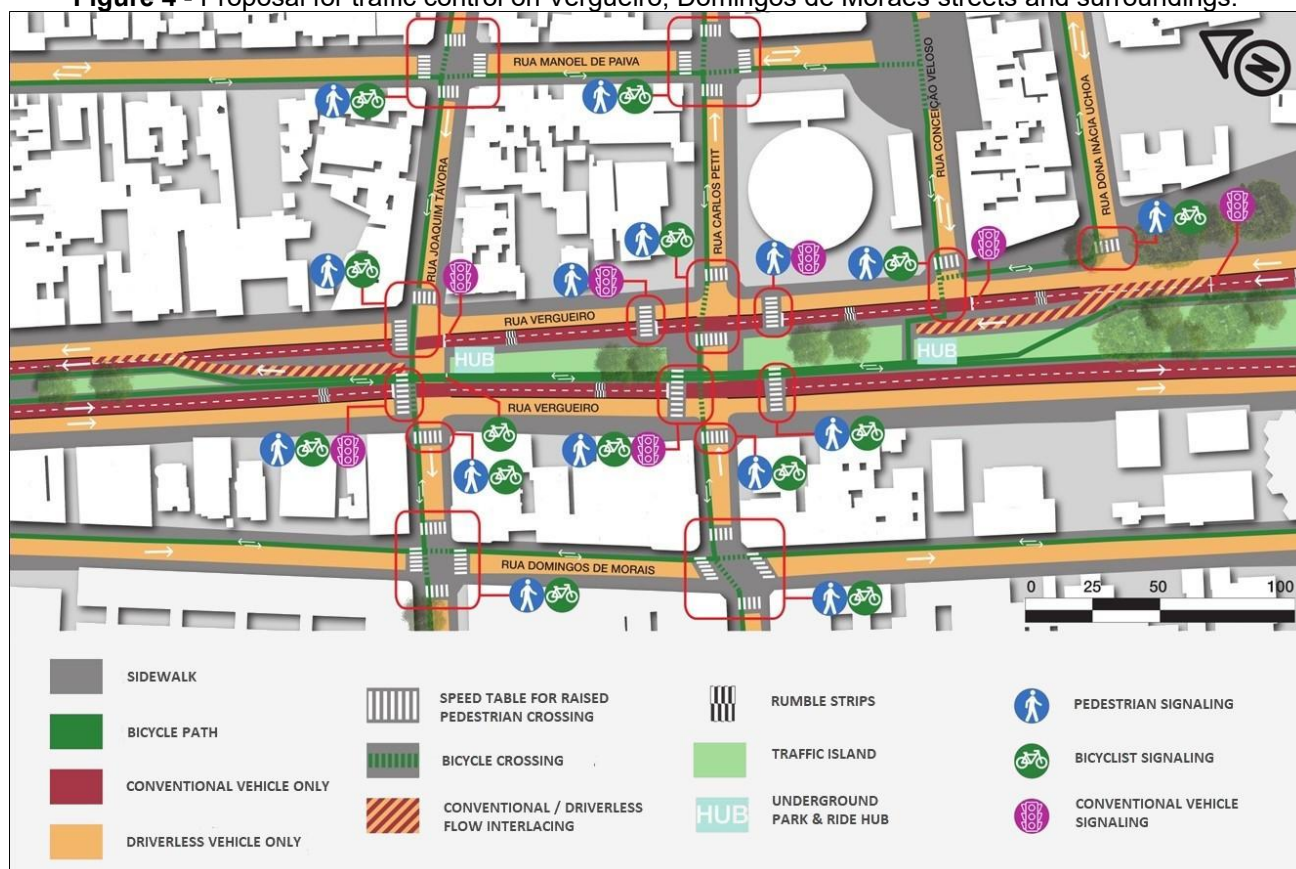 Figure 4 - Proposal for traffic control on Vergueiro, Domingos de Moraes streets and surroundings.
RUA MANOEL DE PAIVA
RUA JOAQUIM TÁVORA
RUA CARLOS PETIT
RUA CONCEIÇÃO VELOSO
RUA DONA INÁCIA UCHOA
N
RUA VERGUEIRO
HUB
HUB
RUA VERGUEIRO
RUA DOMINGOS DE MORAIS
0 25 50 100
SIDEWALK
BICYCLE PATH
CONVENTIONAL VEHICLE ONLY
DRIVERLESS VEHICLE ONLY
SPEED TABLE FOR RAISED
PEDESTRIAN CROSSING
BICYCLE CROSSING
CONVENTIONAL / DRIVERLESS
FLOW INTERLACING
RUMBLE STRIPS
TRAFFIC ISLAND
HUB
UNDERGROUND
PARK & RIDE HUB
PEDESTRIAN SIGNALING
BICYCLIST SIGNALING
CONVENTIONAL VEHICLE
SIGNALING